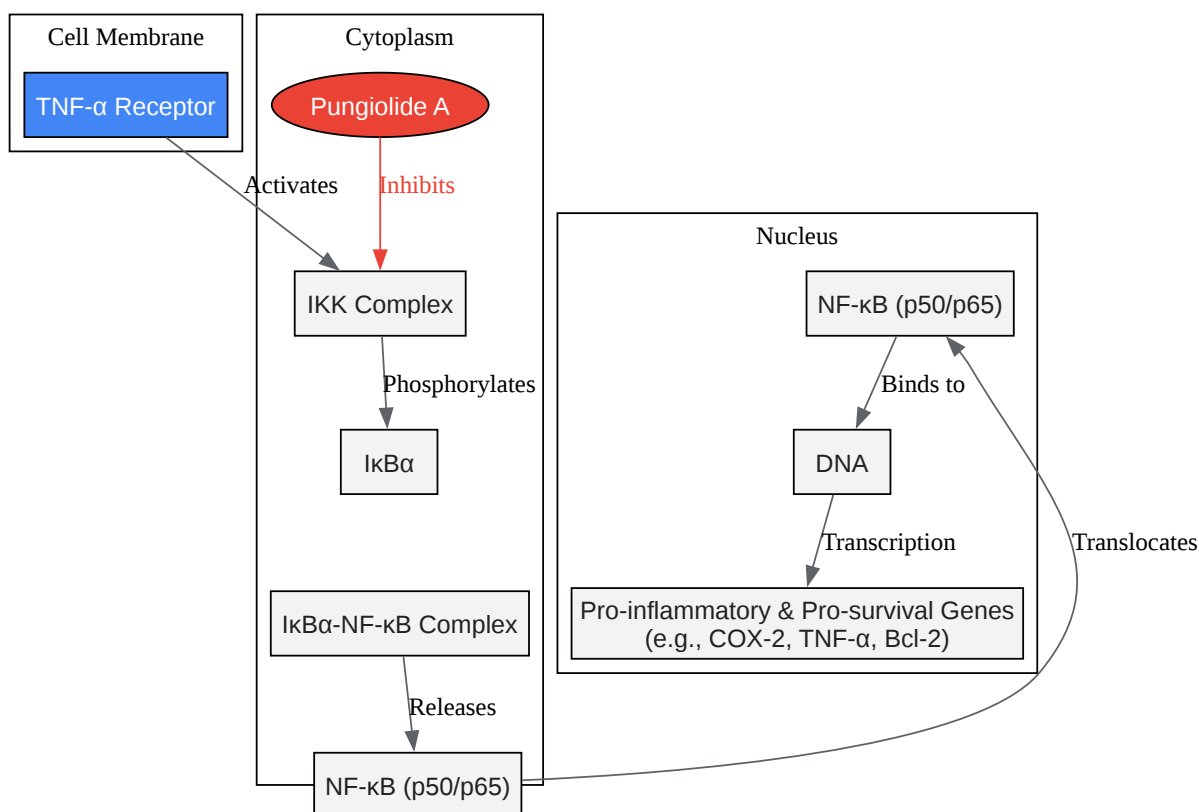 Cell Membrane
TNF-α Receptor
Cytoplasm
Pungiolide A
Activates
Inhibits
IKK Complex
Phosphorylates
IκBα
IκBα-NF-κB Complex
Releases
NF-κB (p50/p65)
Translocates
Nucleus
NF-κB (p50/p65)
Binds to
DNA
Transcription
Pro-inflammatory & Pro-survival Genes
(e.g., COX-2, TNF-α, Bcl-2)